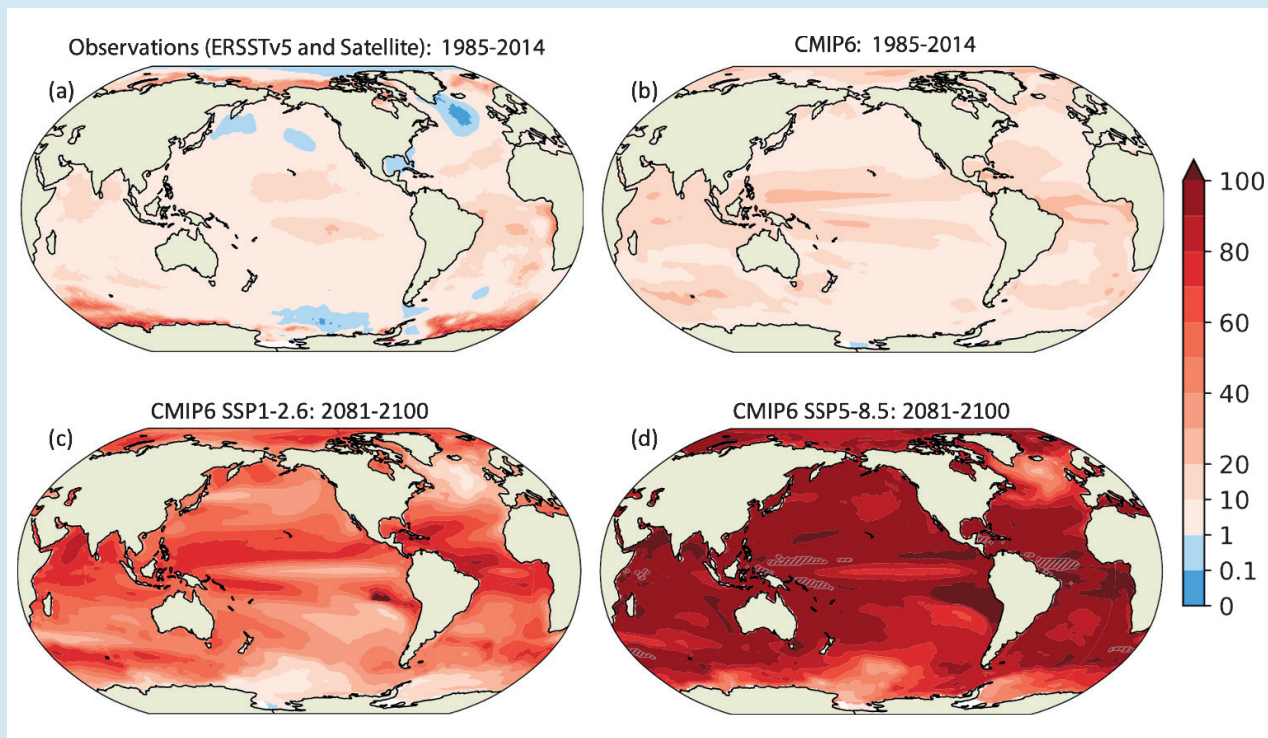 Observations (ERSSTv5 and Satellite): 1985-2014
CMIP6: 1985-2014
(a)
(b)
100
80
60
40
20
10
1
0.1
0
CMIP6 SSP1-2.6: 2081-2100
CMIP6 SSP5-8.5: 2081-2100
(c)
(d)